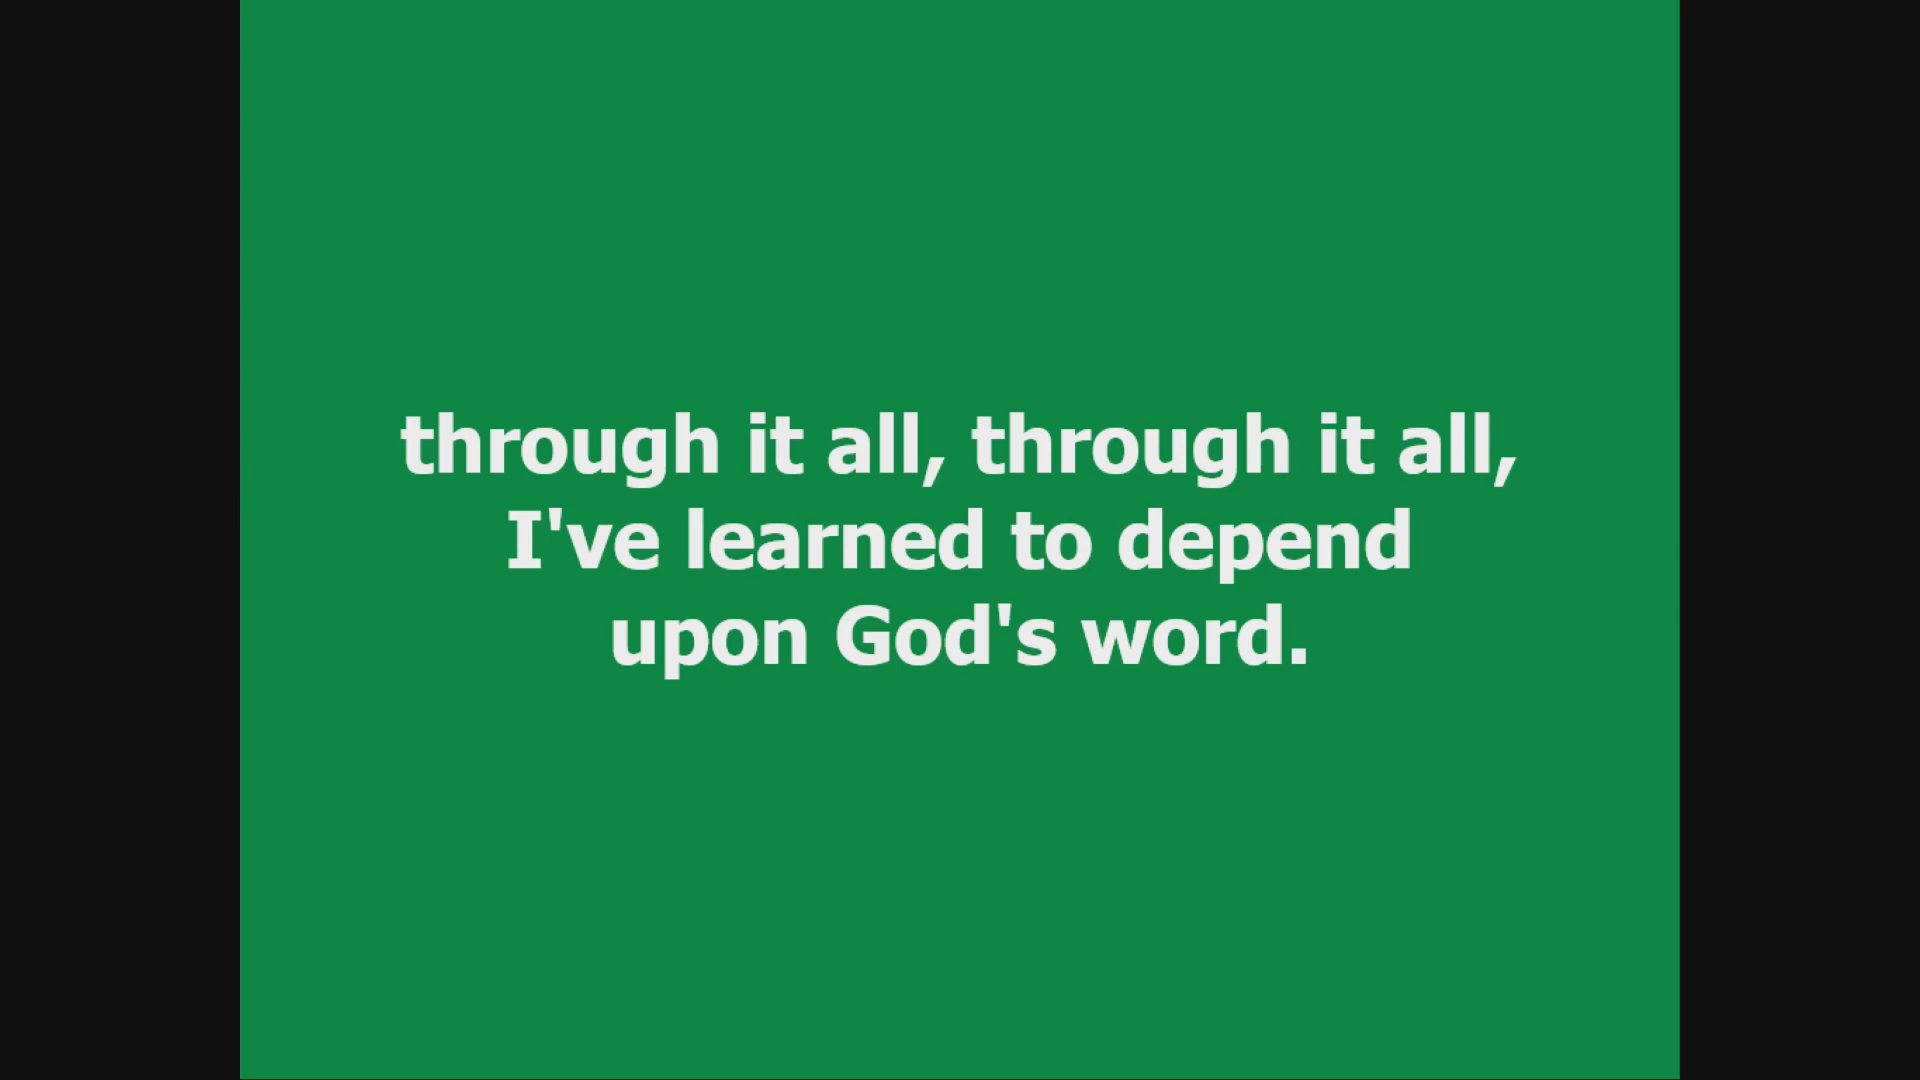 through it all, through it all,
I've learned to depend
upon God's word.